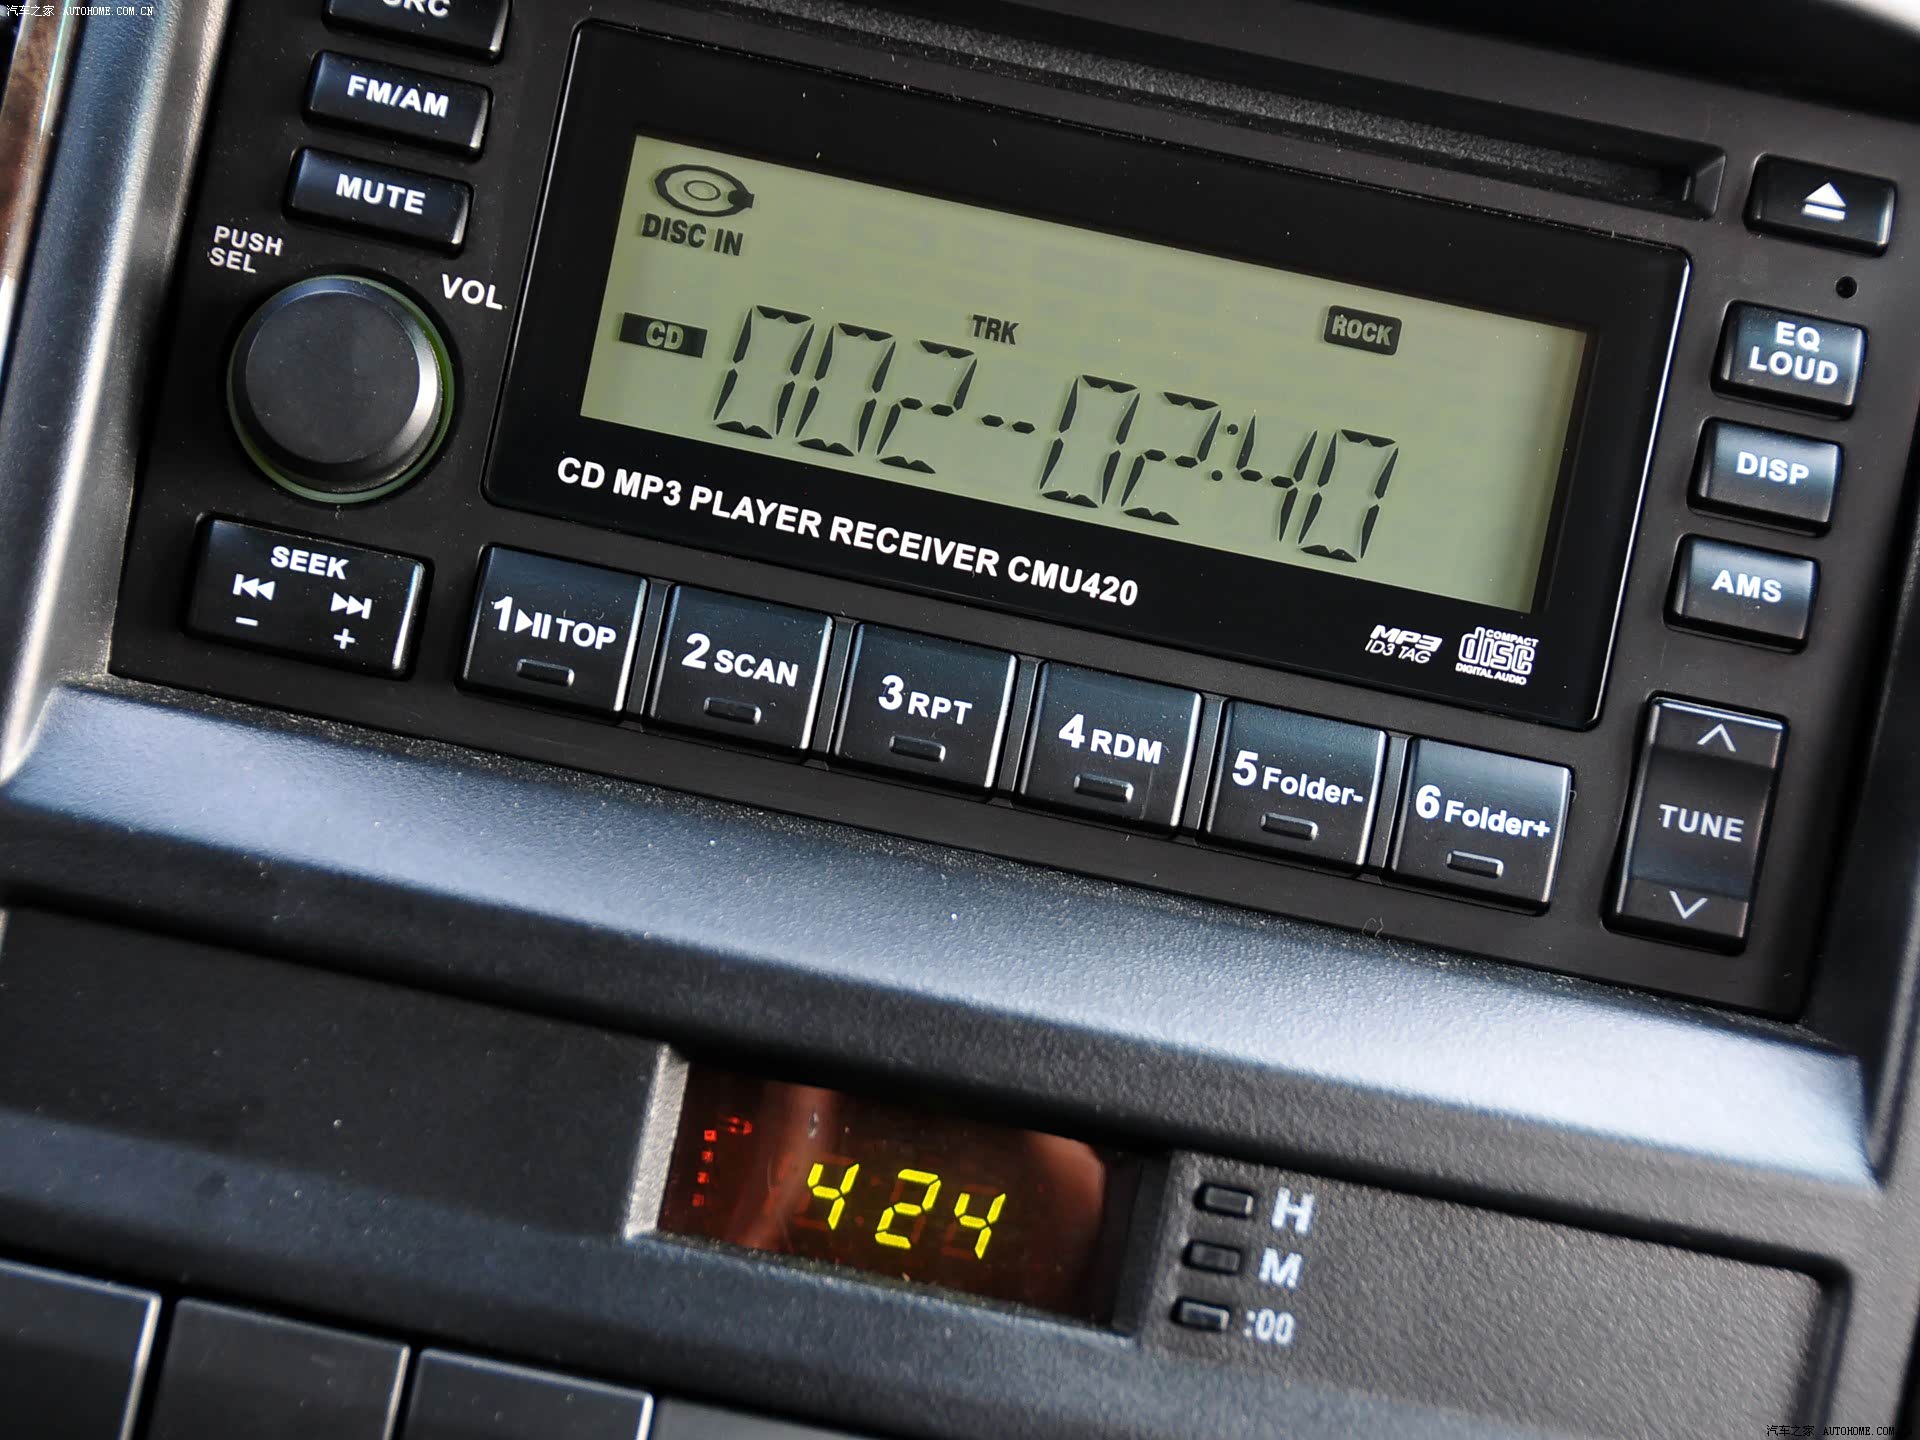 汽车之家 AUTOHOME.COM.CN
FM/AM
MUTE
PUSH
SEL
VOL
DISC IN
CD
TRK
ROCK
002--02:40
EQ
LOUD
DISP
AMS
CD MP3 PLAYER RECEIVER CMU420
MP3
ID3 TAG
COMPACT
disc
DIGITAL AUDIO
SEEK
-
+
1 TOP
2 SCAN
3 RPT
4 RDM
5 Folder-
6 Folder+
TUNE
424
H
M
:00
汽车之家 AUTOHOME.COM